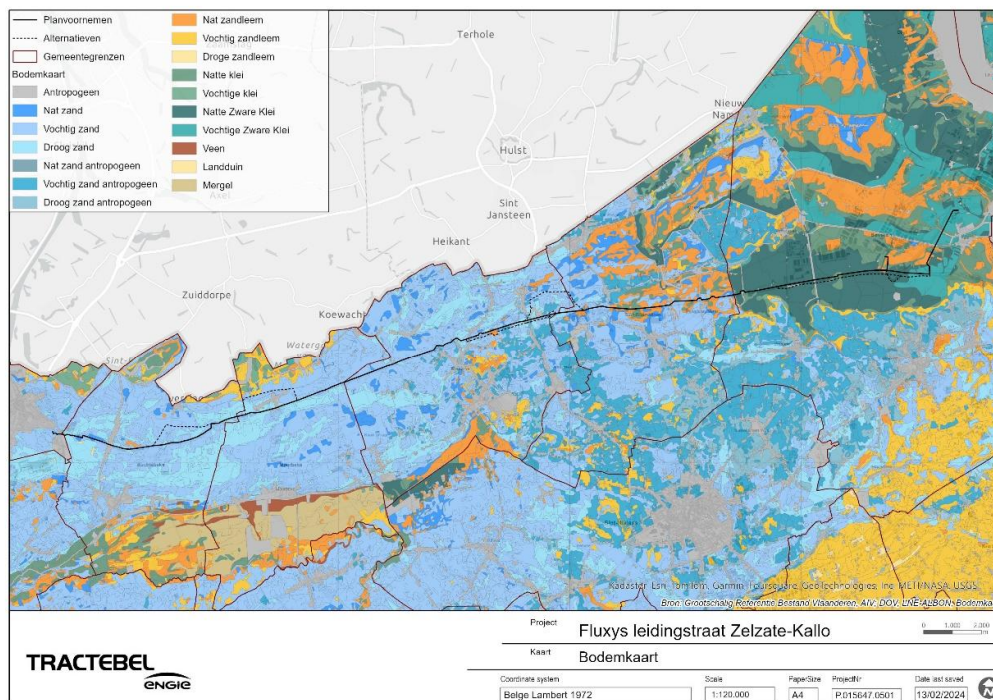 Planvoornemen
Alternatieven
Gemeentegrenzen
Bodemkaart
Antropogeen
Nat zand
Vochtig zand
Droog zand
Nat zand antropogeen
Vochtig zand antropogeen
Droog zand antropogeen
Nat zandleem
Vochtig zandleem
Droge zandleem
Natte klei
Vochtige klei
Natte Zware Klei
Vochtige Zware Klei
Veen
Landduin
Mergel
Terhole
Nieuw
Nam
Hulst
Sint
Jansteen
Heikant
Zuiddorpe
Koewacht
Axel
Kadaster, Esri, TomTom, Garmin, Foursquare, GeoTechnologies, Inc, METI/NASA, USGS
Bron: Grootschalig Referentie Bestand Vlaanderen, AIV; DOV, LNE-ALBON; Bodemka
Project
Fluxys leidingstraat Zelzate-Kallo
0 1.000 2.000
m
Kaart
Bodemkaart
TRACTEBEL
ENGIE
Coordinate system
Scale
PaperSize
ProjectNr
Date last saved
Belge Lambert 1972
1:120.000
A4
P.015647.0501
13/02/2024